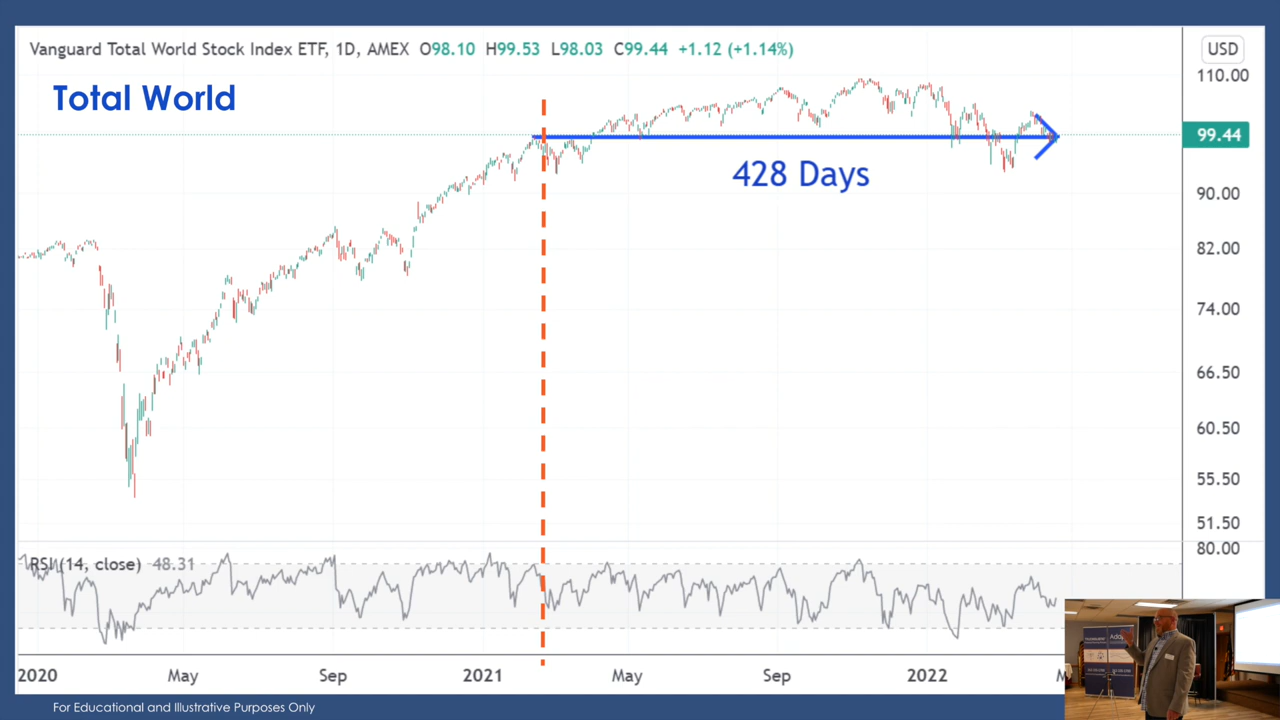 Vanguard Total World Stock Index ETF, 1D, AMEX O98.10 H99.53 L98.03 C99.44 +1.12 (+1.14%)
USD
Total World
110.00
99.44
428 Days
90.00
82.00
74.00
66.50
60.50
55.50
51.50
80.00
RSI (14, close) 48.31
2020 May Sep 2021 May Sep 2022
For Educational and Illustrative Purposes Only